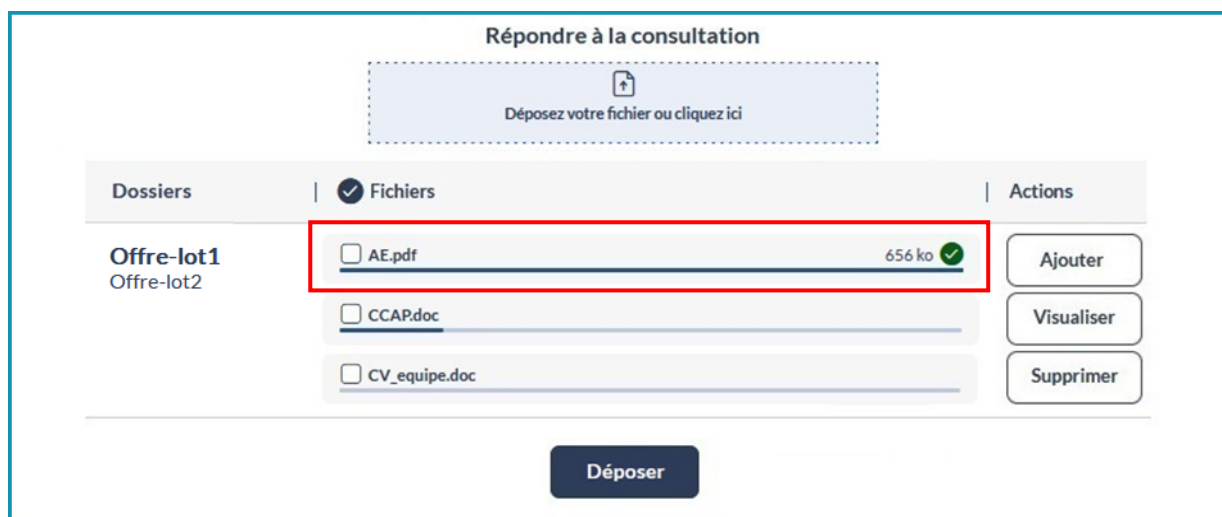 Répondre à la consultation
Déposez votre fichier ou cliquez ici
Dossiers | Fichiers | Actions
Offre-lot1
Offre-lot2
AE.pdf 656 ko
Ajouter
CCAP.doc
Visualiser
CV_equipe.doc
Supprimer
Déposer